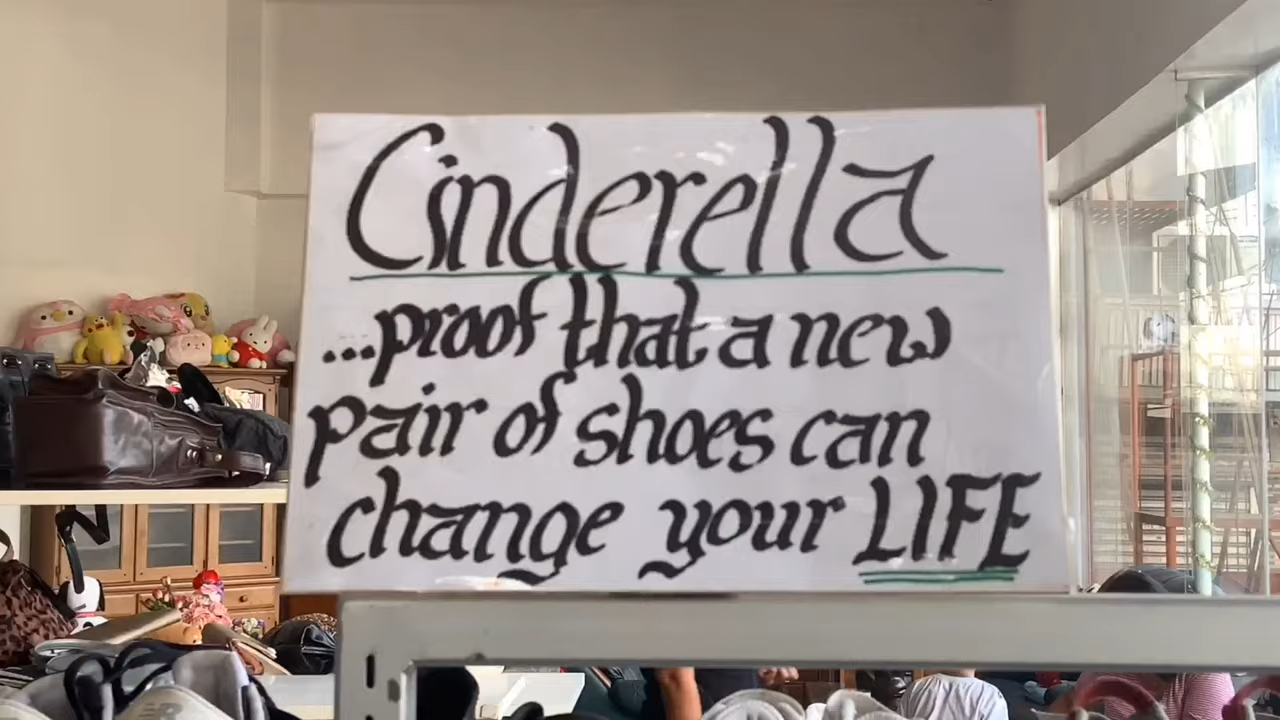 Cinderella
...proof that a new
pair of shoes can
change your LIFE